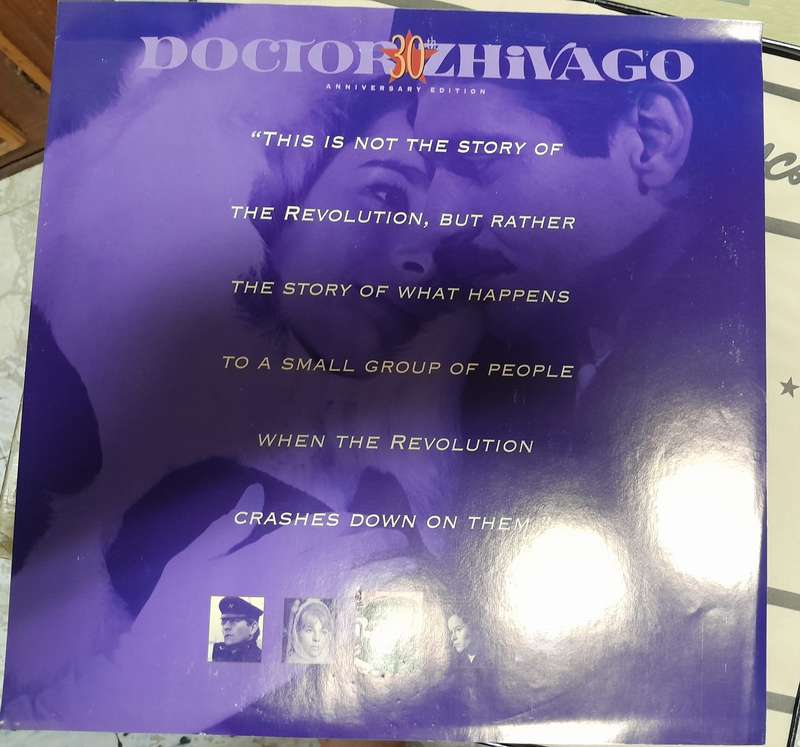 DOCTOR 30th ZHiVAGO
ANNIVERSARY EDITION
“THIS IS NOT THE STORY OF
THE REVOLUTION, BUT RATHER
THE STORY OF WHAT HAPPENS
TO A SMALL GROUP OF PEOPLE
WHEN THE REVOLUTION
CRASHES DOWN ON THEM